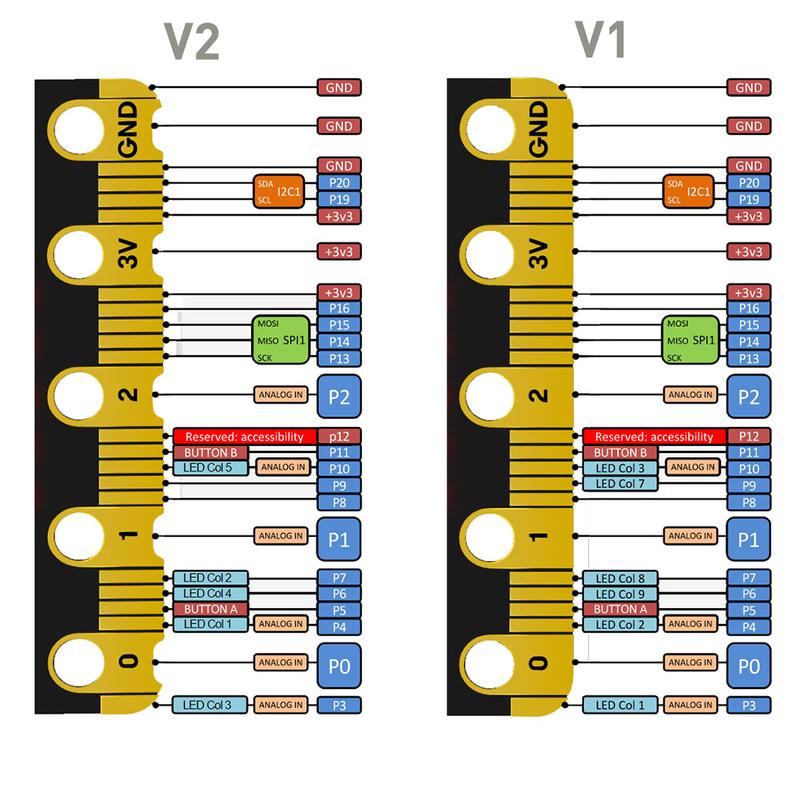 V2
GND
GND
GND
GND
SDA I2C1 P20
SCL P19
+3v3
3V
+3v3
+3v3
P16
MOSI P15
MISO SPI1 P14
SCK P13
2
ANALOG IN P2
Reserved: accessibility p12
BUTTON B P11
LED Col 5 ANALOG IN P10
P9
P8
1
ANALOG IN P1
LED Col 2 P7
LED Col 4 P6
BUTTON A P5
LED Col 1 ANALOG IN P4
0
ANALOG IN P0
LED Col 3 ANALOG IN P3
V1
GND
GND
GND
GND
SDA I2C1 P20
SCL P19
+3v3
3V
+3v3
+3v3
P16
MOSI P15
MISO SPI1 P14
SCK P13
2
ANALOG IN P2
Reserved: accessibility P12
BUTTON B P11
LED Col 3 ANALOG IN P10
LED Col 7 P9
P8
1
ANALOG IN P1
LED Col 8 P7
LED Col 9 P6
BUTTON A P5
LED Col 2 ANALOG IN P4
0
ANALOG IN P0
LED Col 1 ANALOG IN P3